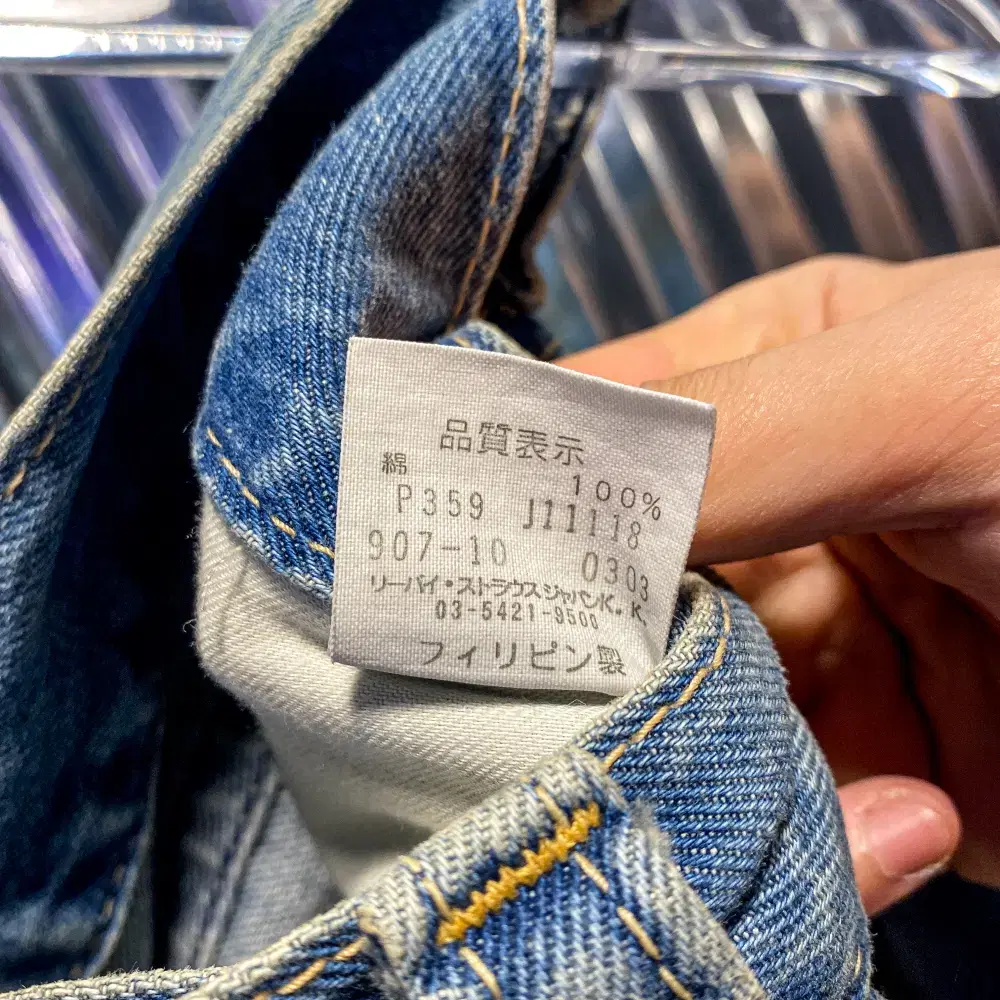 品質表示
綿 100%
P359 J11118
907-10 0303
リーバイ・ストラウスジャパンK.K.
03-5421-9500
フィリピン製